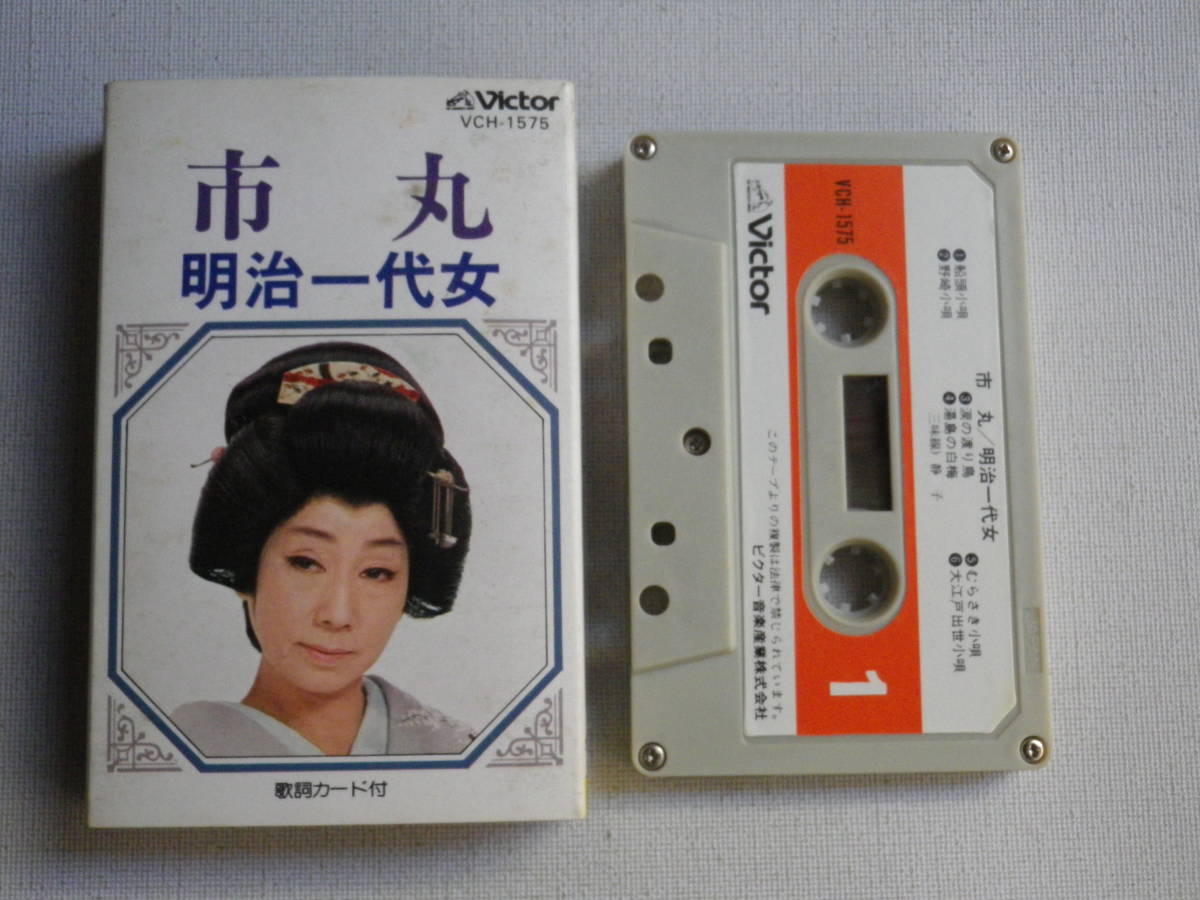 Victor
VCH-1575
市丸
明治一代女
歌詞カード付
Victor
VCH-1575
市丸/明治一代女
❶船頭小唄
❷野崎小唄
❸涙の渡り鳥
❹湯島の白梅
三味線)静子
❺むらさき小唄
❻大江戸出世小唄
1
このテープよりの複製は法律で禁じられています。
ビクター音楽産業株式会社